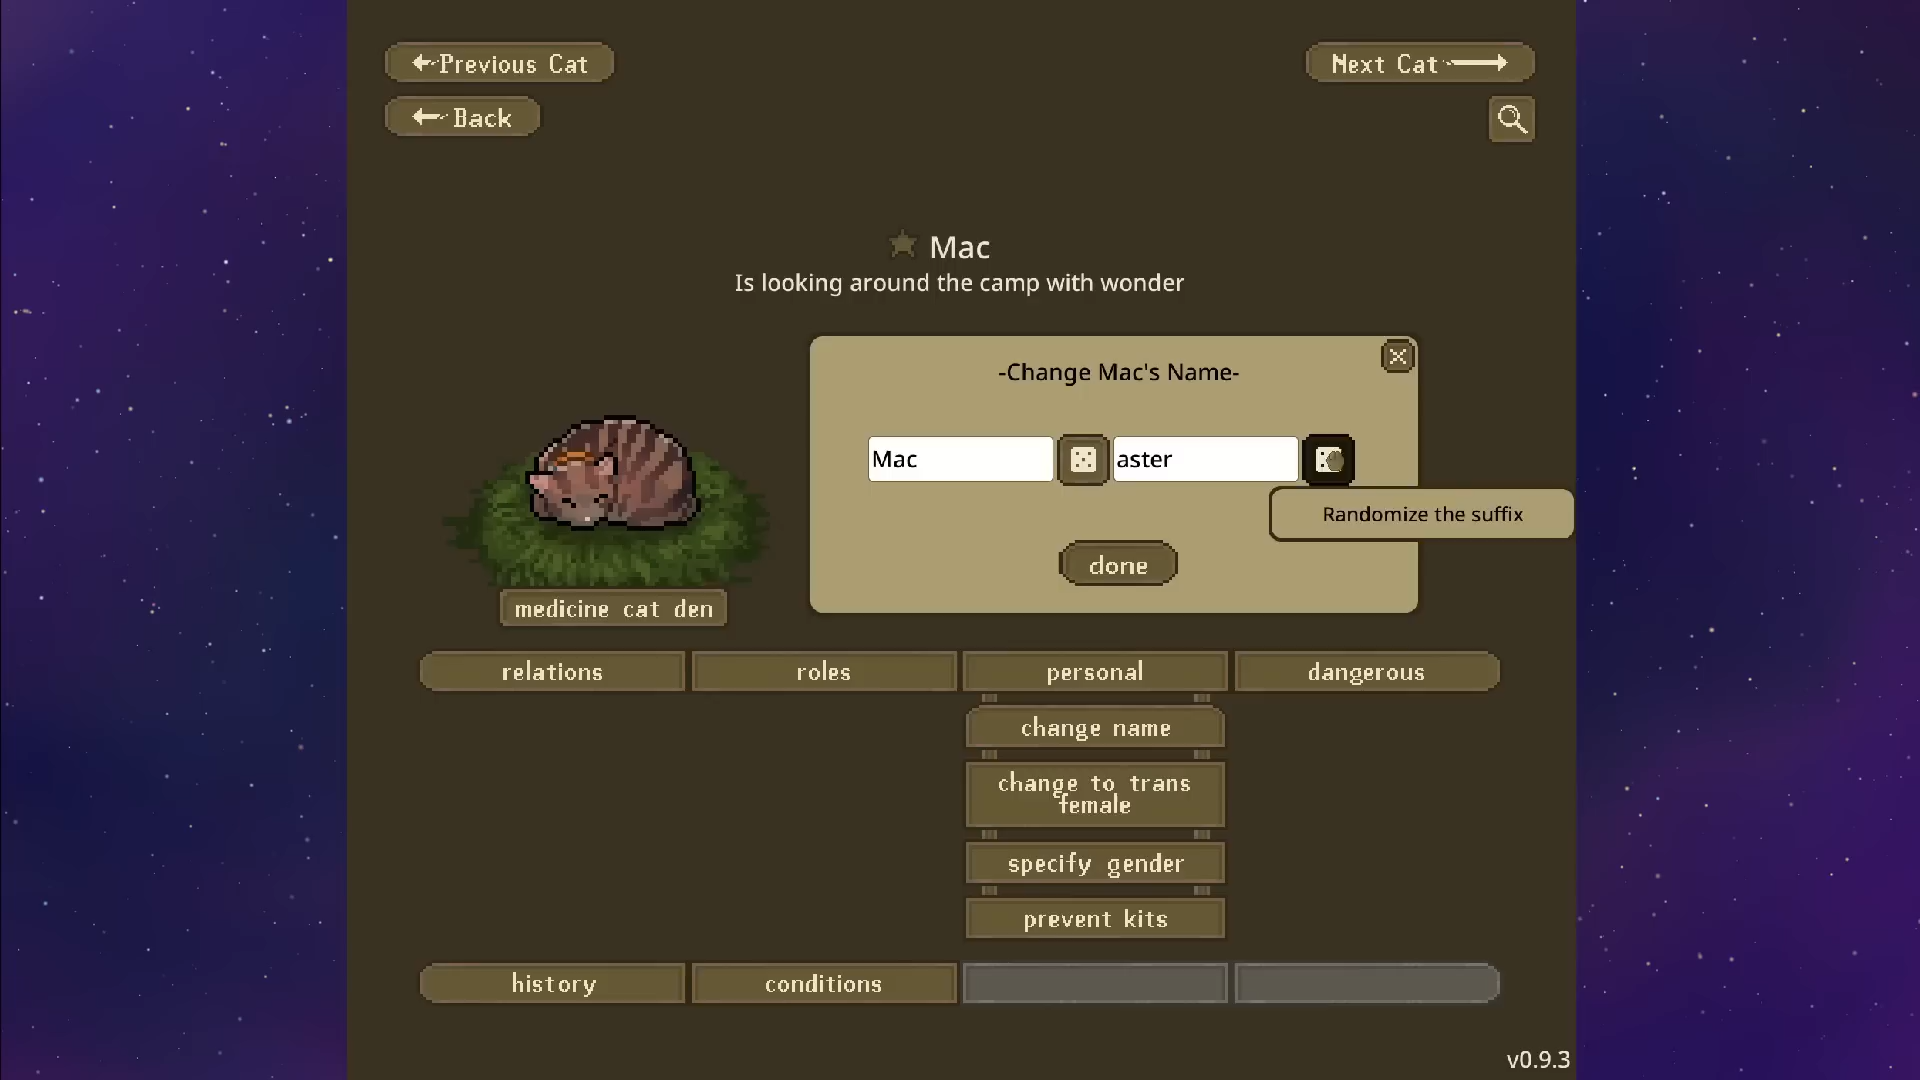 Previous Cat
Next Cat
Back
Mac
Is looking around the camp with wonder
-Change Mac's Name-
Mac
aster
Randomize the suffix
done
medicine cat den
relations
roles
personal
dangerous
change name
change to trans
female
specify gender
prevent kits
history
conditions
v0.9.3